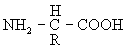 H
NH₂ – C – COOH
R